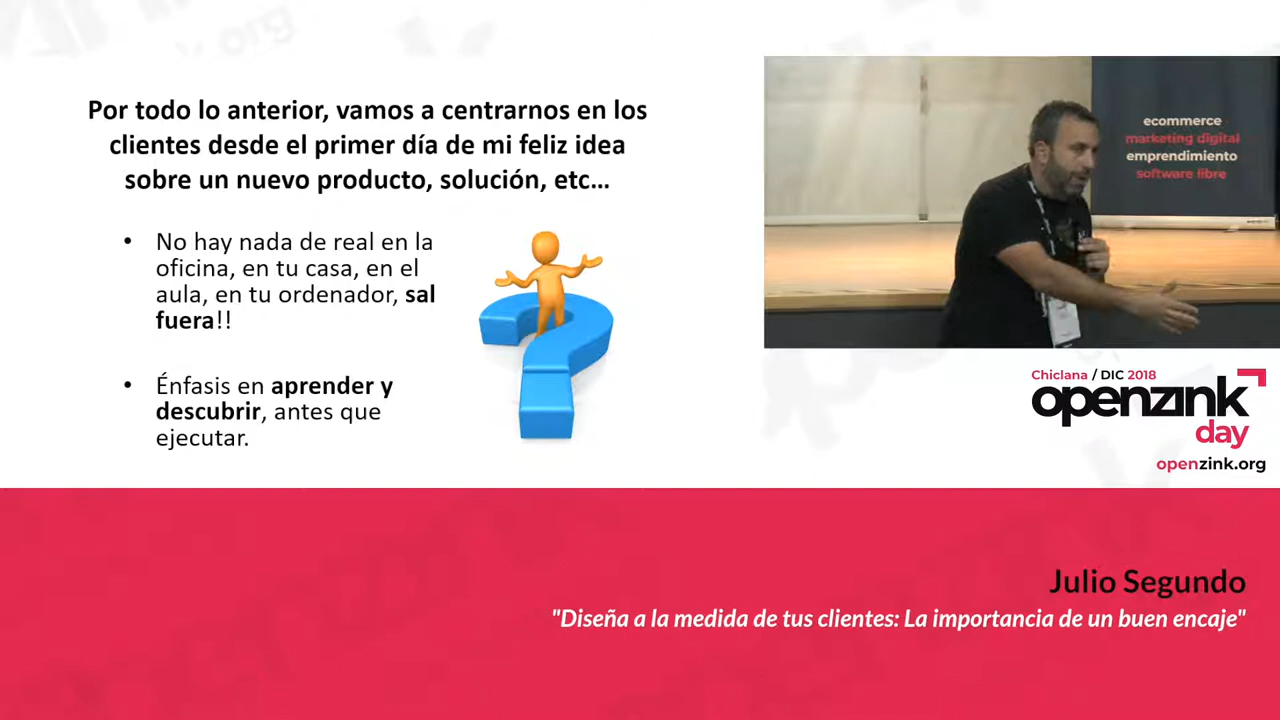 Por todo lo anterior, vamos a centrarnos en los
clientes desde el primer día de mi feliz idea
sobre un nuevo producto, solución, etc...
• No hay nada de real en la
oficina, en tu casa, en el
aula, en tu ordenador, sal
fuera!!
• Énfasis en aprender y
descubrir, antes que
ejecutar.
ecommerce
marketing digital
emprendimiento
software libre
Chiclana / DIC 2018
openzink
day
openzink.org
Julio Segundo
"Diseña a la medida de tus clientes: La importancia de un buen encaje"